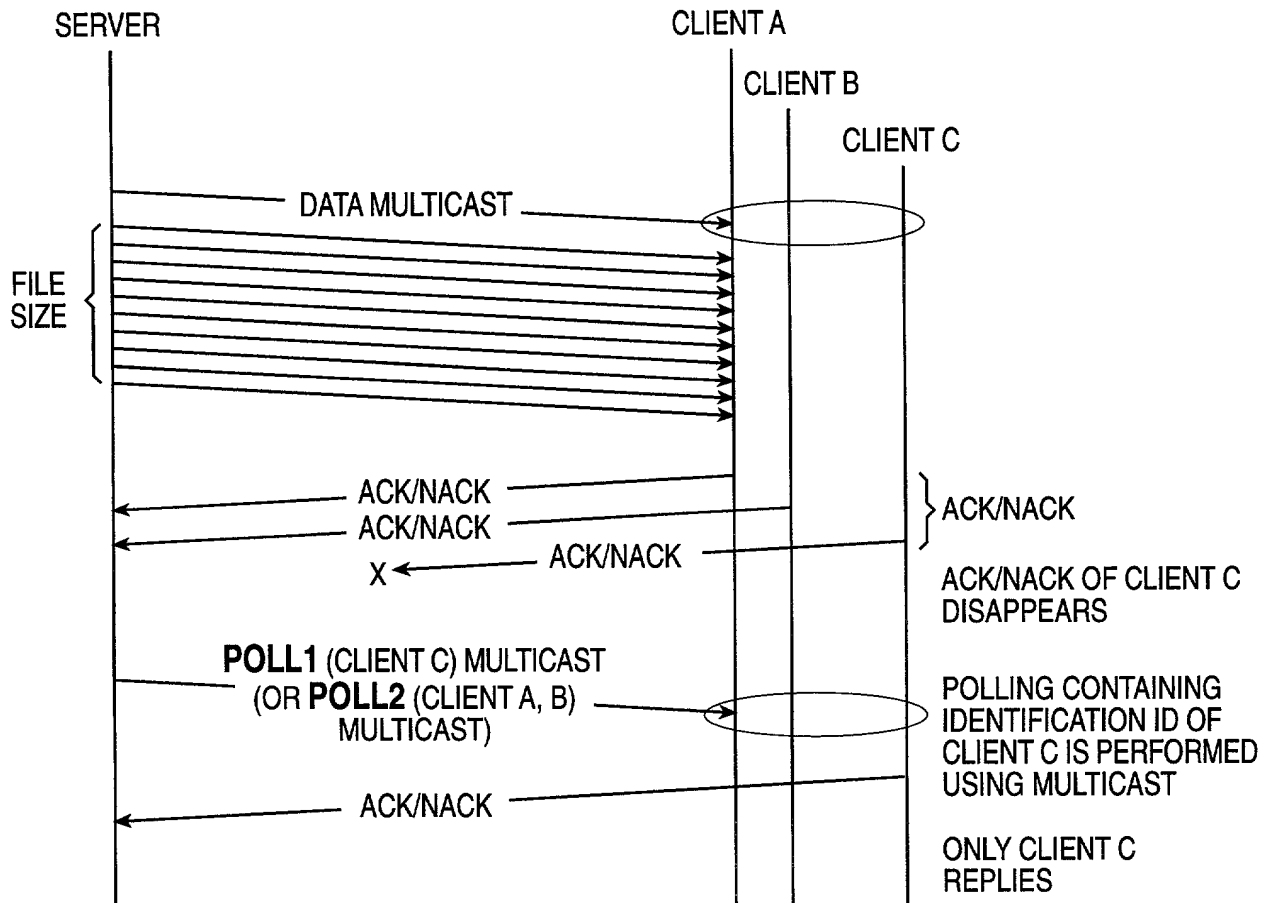 SERVER
CLIENT A
CLIENT B
CLIENT C
DATA MULTICAST
FILE
SIZE
ACK/NACK
ACK/NACK
ACK/NACK
X
ACK/NACK
ACK/NACK OF CLIENT C
DISAPPEARS
POLL1 (CLIENT C) MULTICAST
(OR POLL2 (CLIENT A, B)
MULTICAST)
POLLING CONTAINING
IDENTIFICATION ID OF
CLIENT C IS PERFORMED
USING MULTICAST
ACK/NACK
ONLY CLIENT C
REPLIES